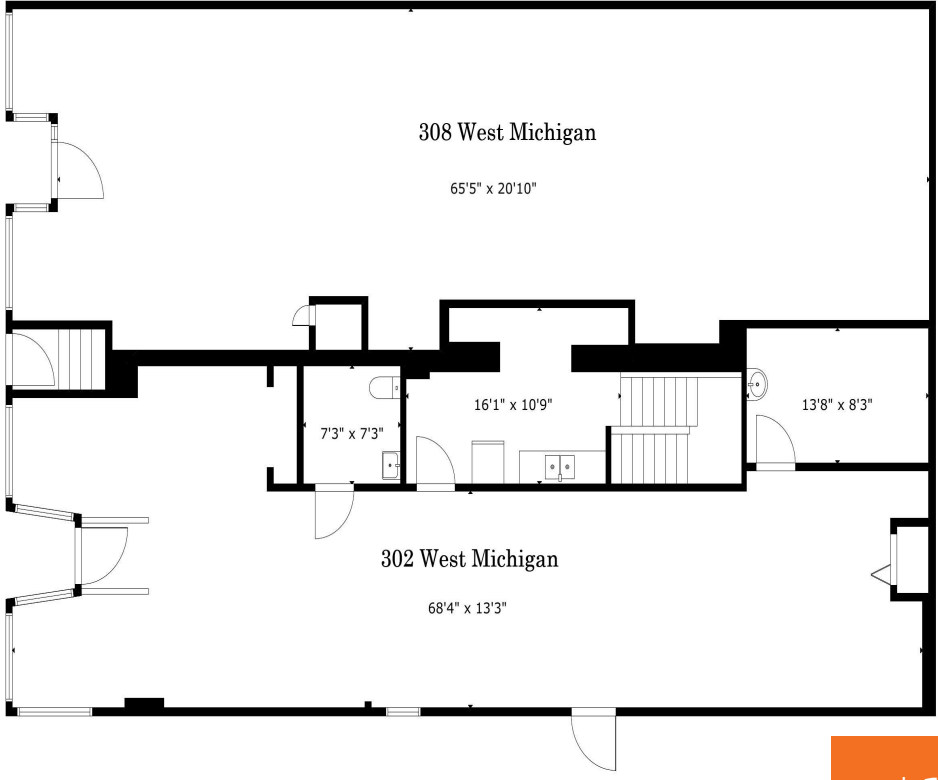 308 West Michigan
65'5" x 20'10"
16'1" x 10'9"
13'8" x 8'3"
7'3" x 7'3"
302 West Michigan
68'4" x 13'3"